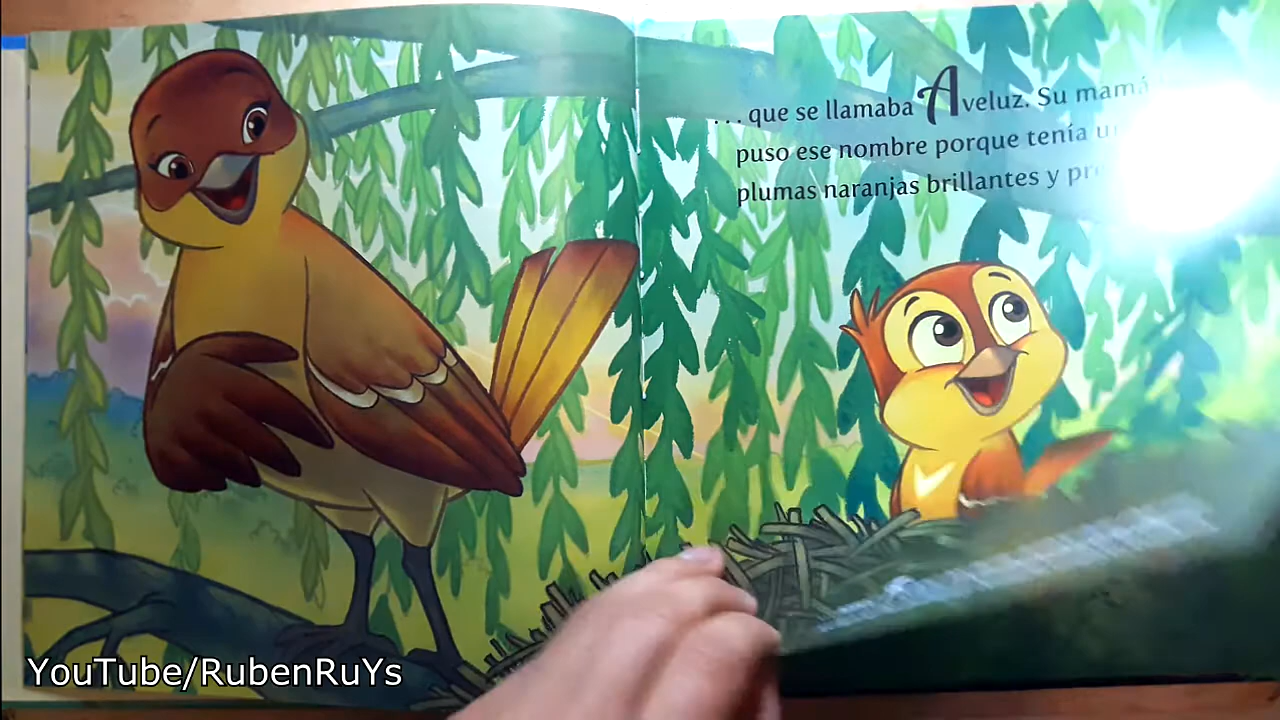 ...que se llamaba Aveluz. Su mamá
puso ese nombre porque tenía
plumas naranjas brillantes y
YouTube/RubenRuYs